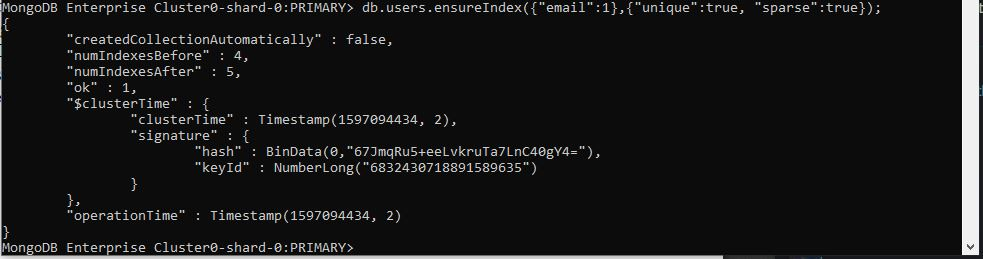 MongoDB Enterprise Cluster0-shard-0:PRIMARY> db.users.ensureIndex({"email":1},{"unique":true, "sparse":true});
{
        "createdCollectionAutomatically" : false,
        "numIndexesBefore" : 4,
        "numIndexesAfter" : 5,
        "ok" : 1,
        "$clusterTime" : {
                "clusterTime" : Timestamp(1597094434, 2),
                "signature" : {
                        "hash" : BinData(0,"67JmqRu5+eeLvkruTa7LnC40gY4="),
                        "keyId" : NumberLong("6832430718891589635")
                }
        },
        "operationTime" : Timestamp(1597094434, 2)
}
MongoDB Enterprise Cluster0-shard-0:PRIMARY>